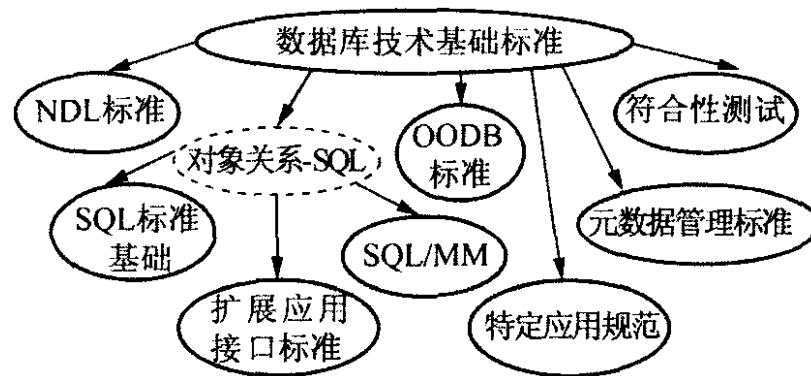 数据库技术基础标准
NDL标准
符合性测试
对象关系-SQL
OODB
标准
SQL标准
基础
元数据管理标准
SQL/MM
扩展应用
接口标准
特定应用规范